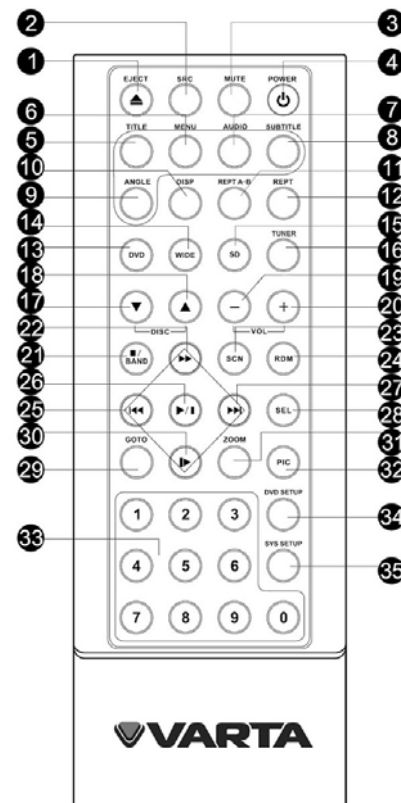 2 3
1 EJECT SRC MUTE POWER 4
6 7
TITLE MENU AUDIO SUBTITLE
5 8
10 11
ANGLE DISP REPT A-B REPT
9 12
14 15
TUNER
13 DVD WIDE SD 16
18 19
17 ▼ ▲ − + 20
DISC VOL
22 23
21 ■/BAND ▶▶ SCN RDM 24
26 27
25 |◀◀ ▶/❚❚ ▶▶| SEL 28
30 31
GOTO ZOOM
29 |▶ PIC 32
DVD SETUP
1 2 3 34
33 SYS SETUP
4 5 6 35
7 8 9 0
VARTA